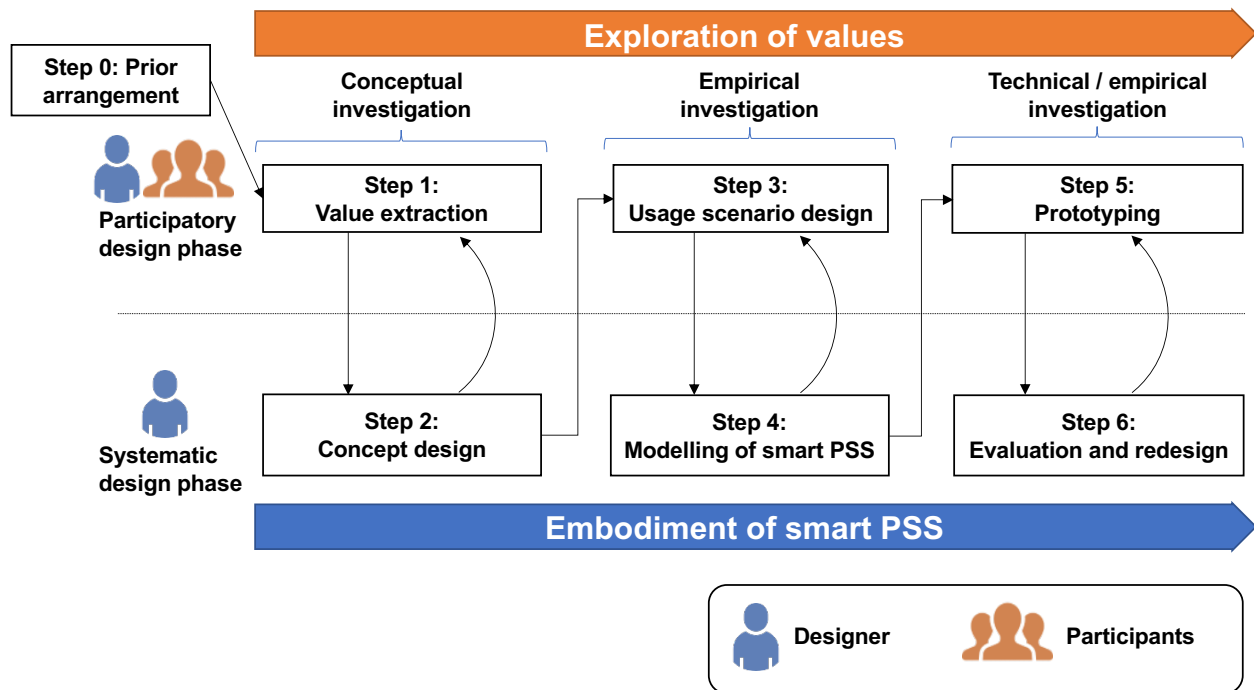 Exploration of values
Step 0: Prior
arrangement
Conceptual
investigation
Empirical
investigation
Technical / empirical
investigation
Participatory
design phase
Step 1:
Value extraction
Step 3:
Usage scenario design
Step 5:
Prototyping
Systematic
design phase
Step 2:
Concept design
Step 4:
Modelling of smart PSS
Step 6:
Evaluation and redesign
Embodiment of smart PSS
Designer
Participants